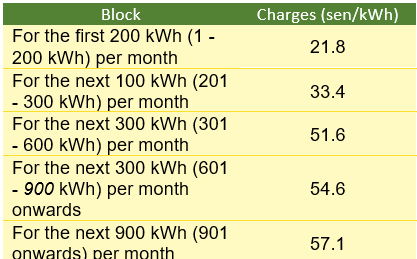 Block Charges (sen/kWh)
For the first 200 kWh (1 -
200 kWh) per month
21.8
For the next 100 kWh (201
- 300 kWh) per month
33.4
For the next 300 kWh (301
- 600 kWh) per month
51.6
For the next 300 kWh (601
- 900 kWh) per month
onwards
54.6
For the next 900 kWh (901
onwards) per month
57.1